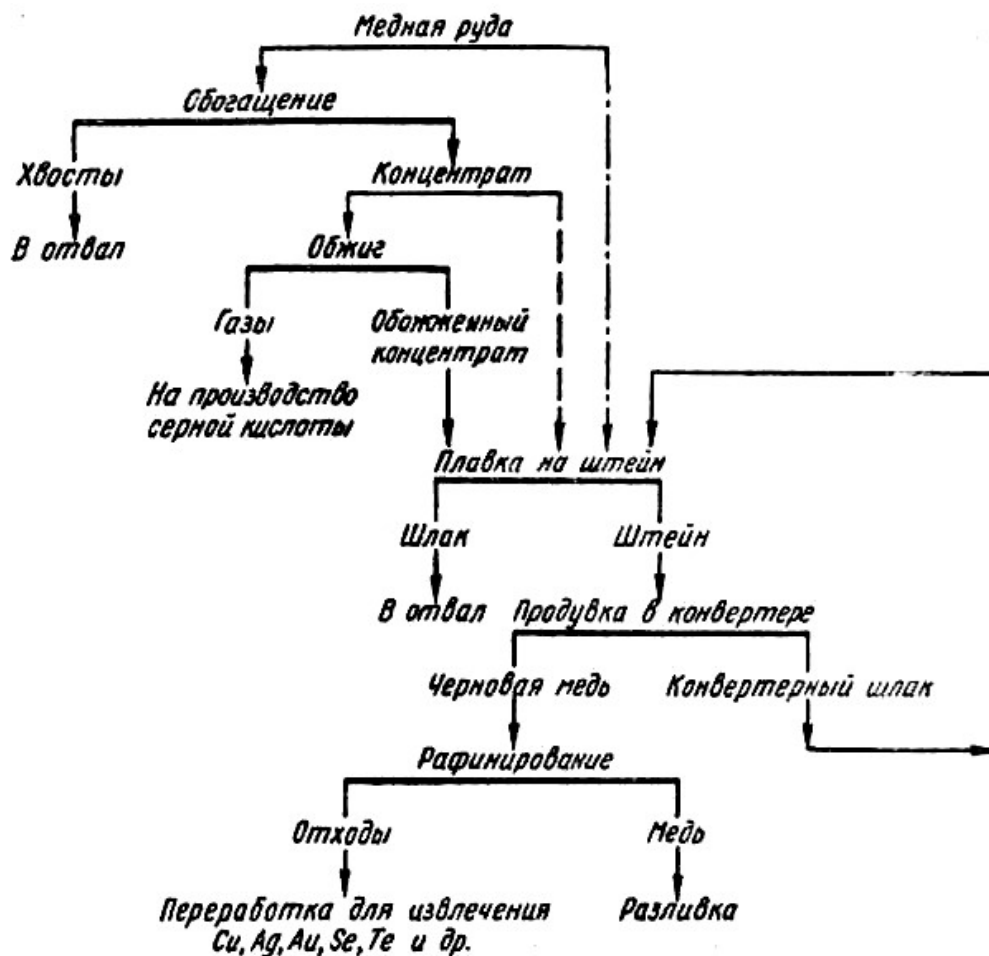 Медная руда
Обогащение
Хвосты
Концентрат
В отвал
Обжиг
Газы
Обожженный
концентрат
На производство
серной кислоты
Плавка на штейн
Шлак
Штейн
В отвал
Продувка в конвертере
Черновая медь
Конвертерный шлак
Рафинирование
Отходы
Медь
Переработка для извлечения
Cu, Ag, Au, Se, Te и др.
Разливка